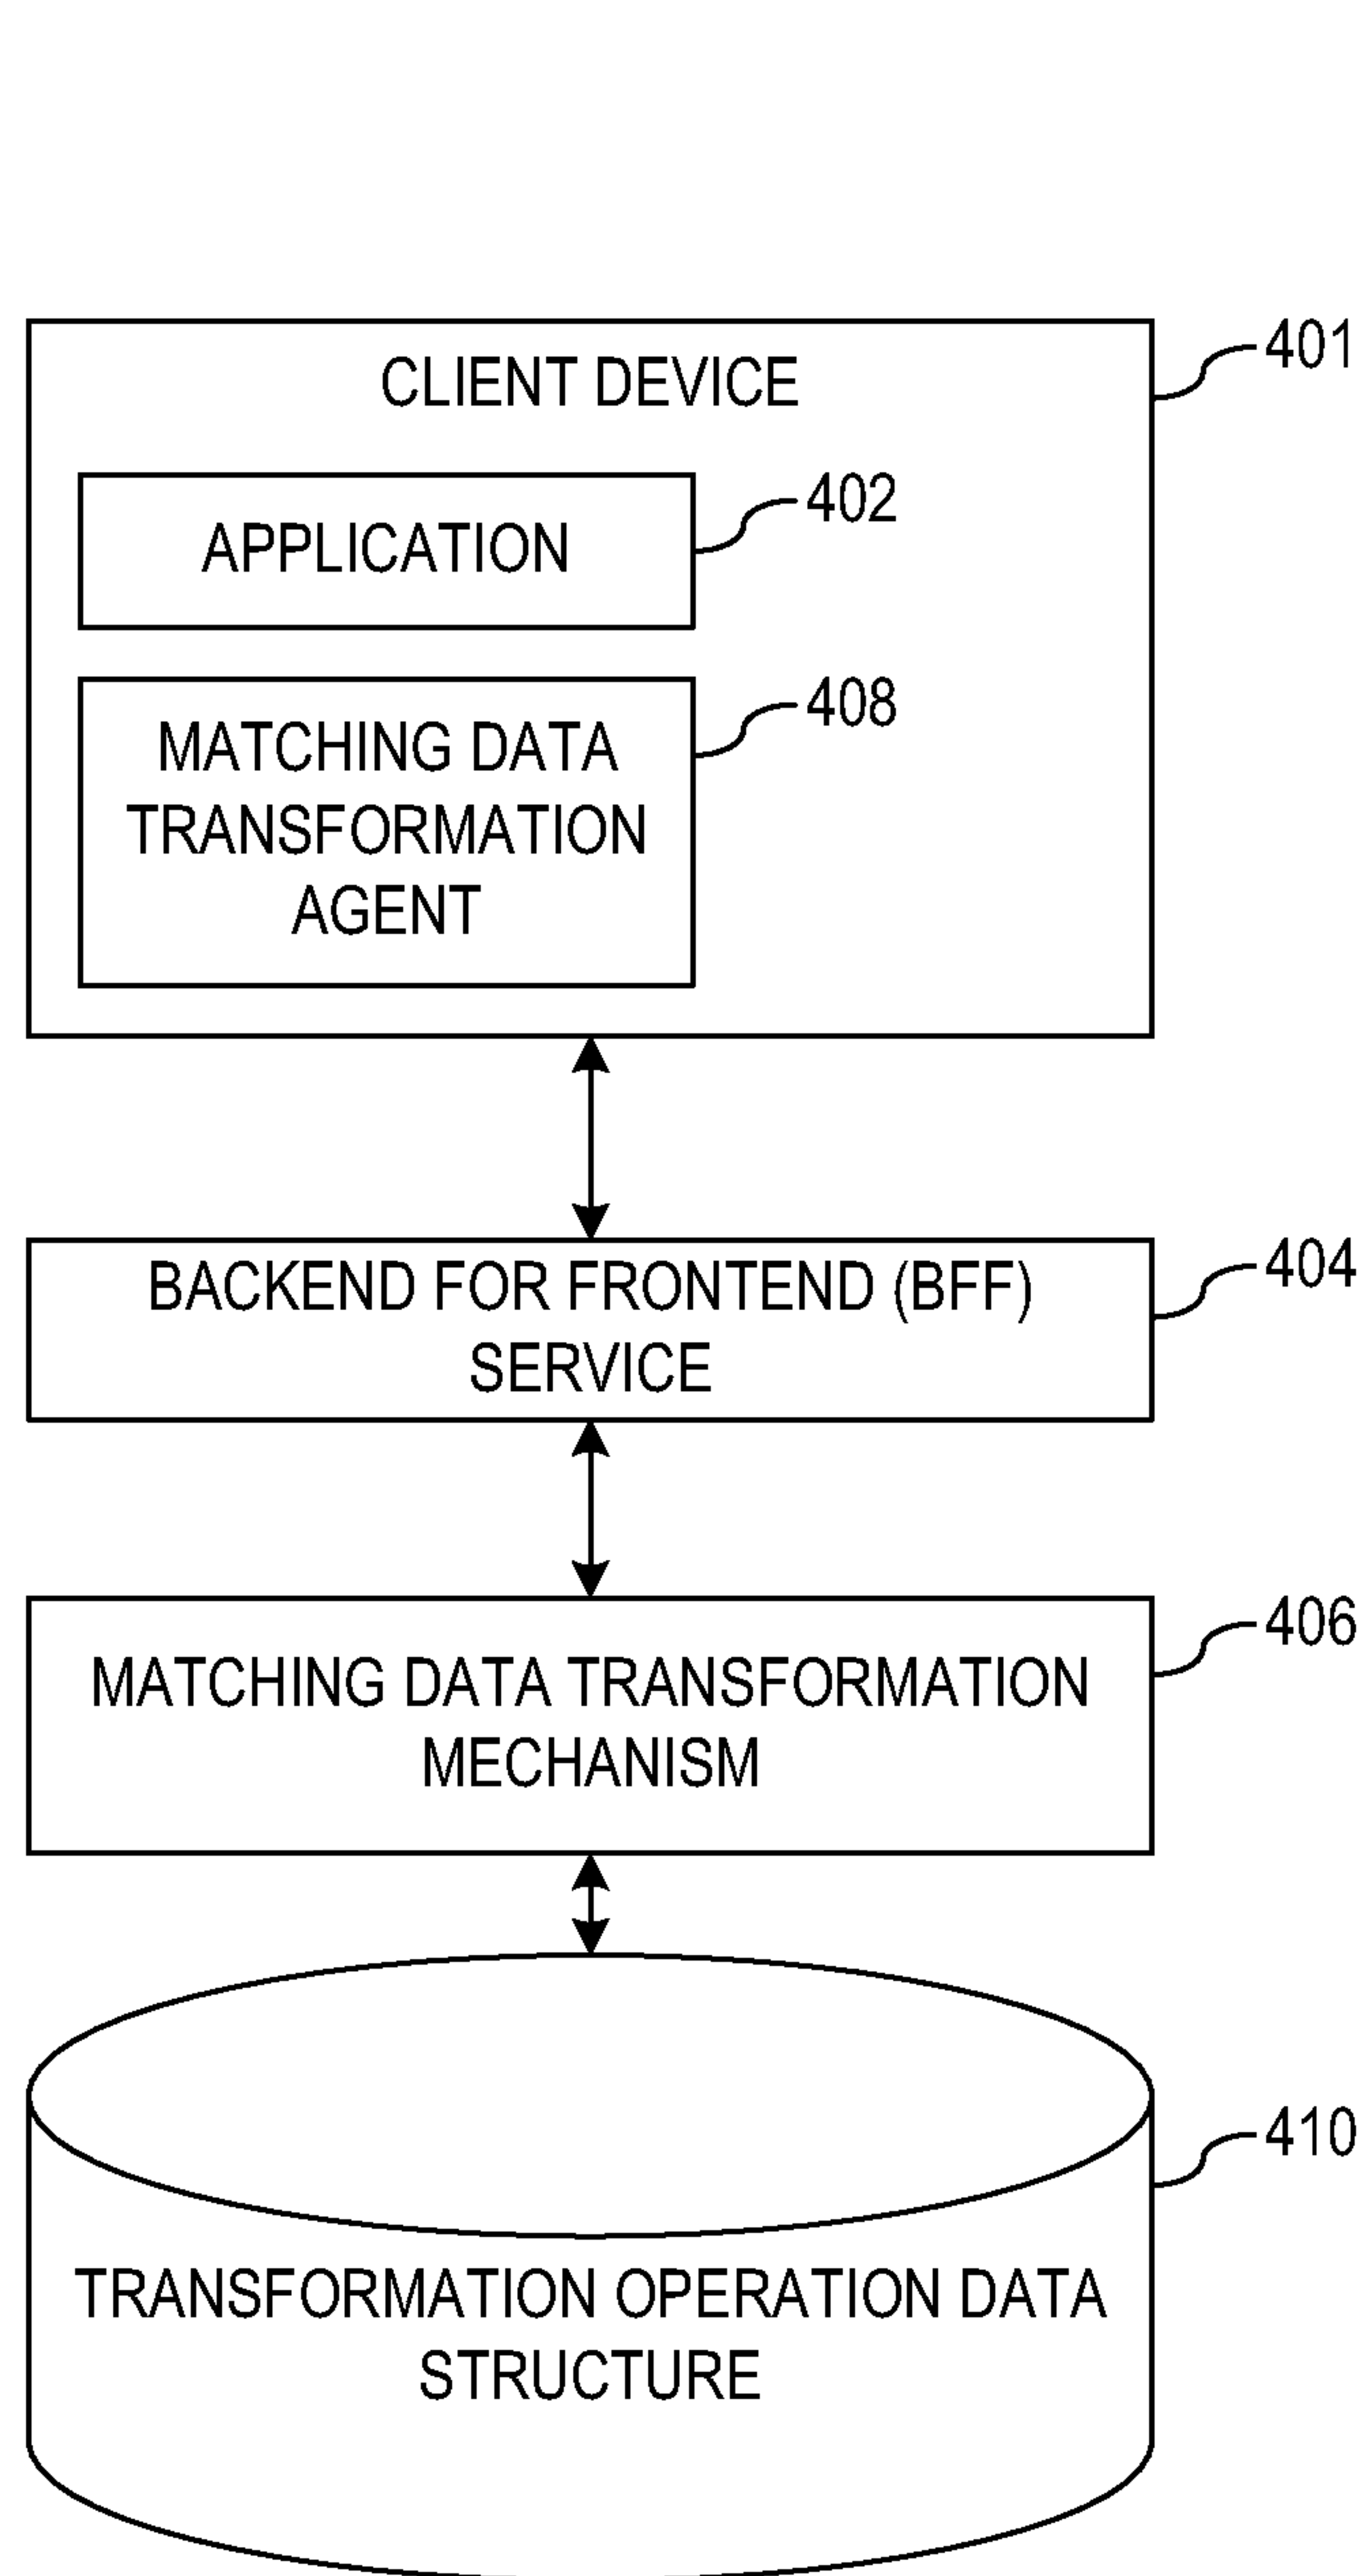 CLIENT DEVICE
401
APPLICATION
402
MATCHING DATA
TRANSFORMATION
AGENT
408
BACKEND FOR FRONTEND (BFF)
SERVICE
404
MATCHING DATA TRANSFORMATION
MECHANISM
406
TRANSFORMATION OPERATION DATA
STRUCTURE
410